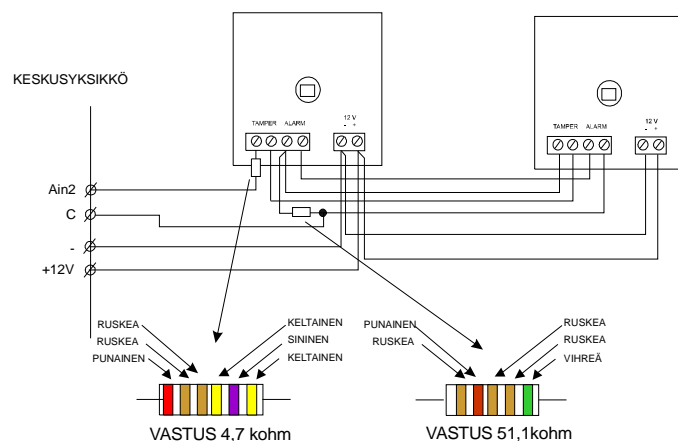 KESKUSYKSIKKÖ
12 V
TAMPER ALARM - +
12 V
TAMPER ALARM - +
Ain2
C
-
+12V
RUSKEA
RUSKEA
PUNAINEN
KELTAINEN
SININEN
KELTAINEN
PUNAINEN
RUSKEA
RUSKEA
RUSKEA
VIHREÄ
VASTUS 4,7 kohm
VASTUS 51,1kohm